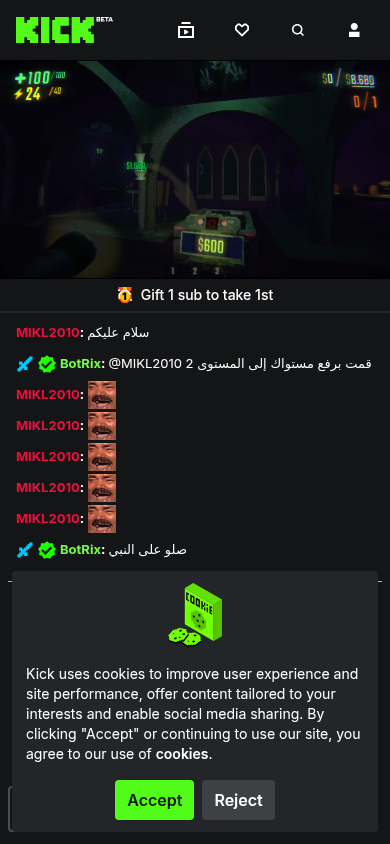 KICK BETA
+100/100
24 /40
$0 / $8.680
0 / 1
$600
1 2 3
Gift 1 sub to take 1st
MIKL2010: سلام عليكم
BotRix: @MIKL2010 قمت برفع مستواك إلى المستوى 2
MIKL2010:
MIKL2010:
MIKL2010:
MIKL2010:
MIKL2010:
BotRix: صلو على النبي
COOKIE
Kick uses cookies to improve user experience and
site performance, offer content tailored to your
interests and enable social media sharing. By
clicking "Accept" or continuing to use our site, you
agree to our use of cookies.
Accept
Reject